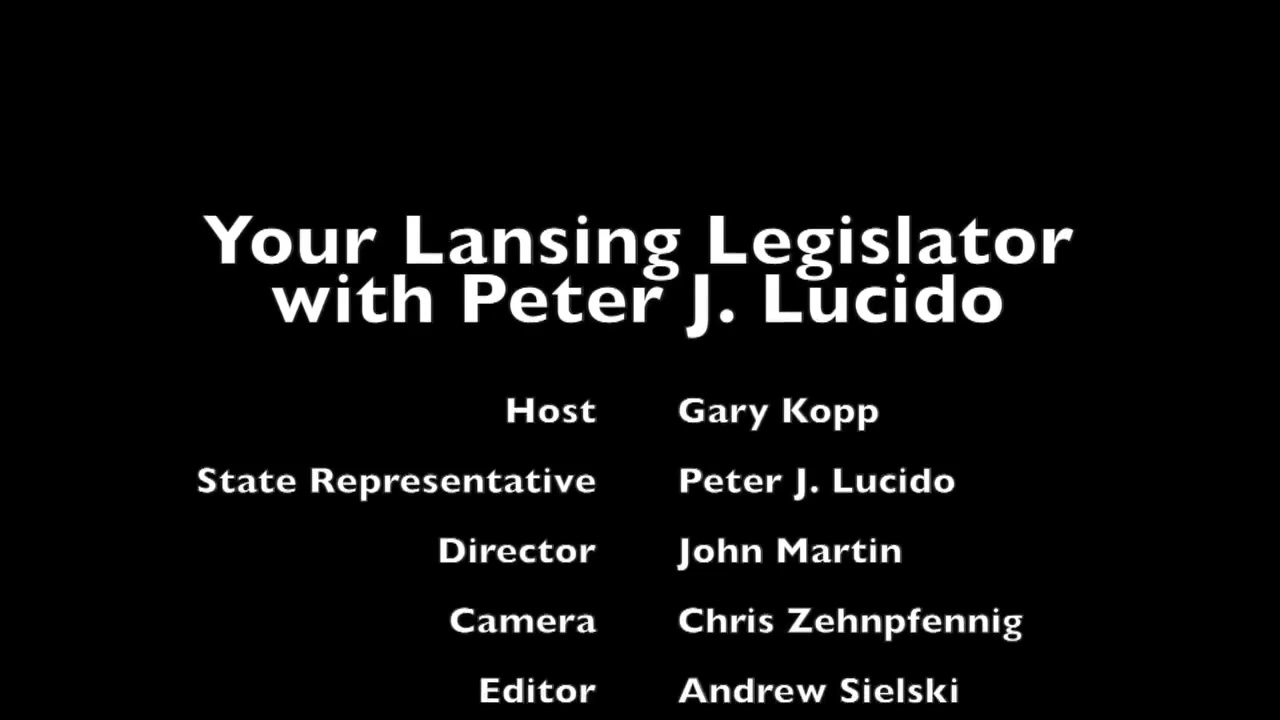 Your Lansing Legislator
with Peter J. Lucido
Host Gary Kopp
State Representative Peter J. Lucido
Director John Martin
Camera Chris Zehnpfennig
Editor Andrew Sielski